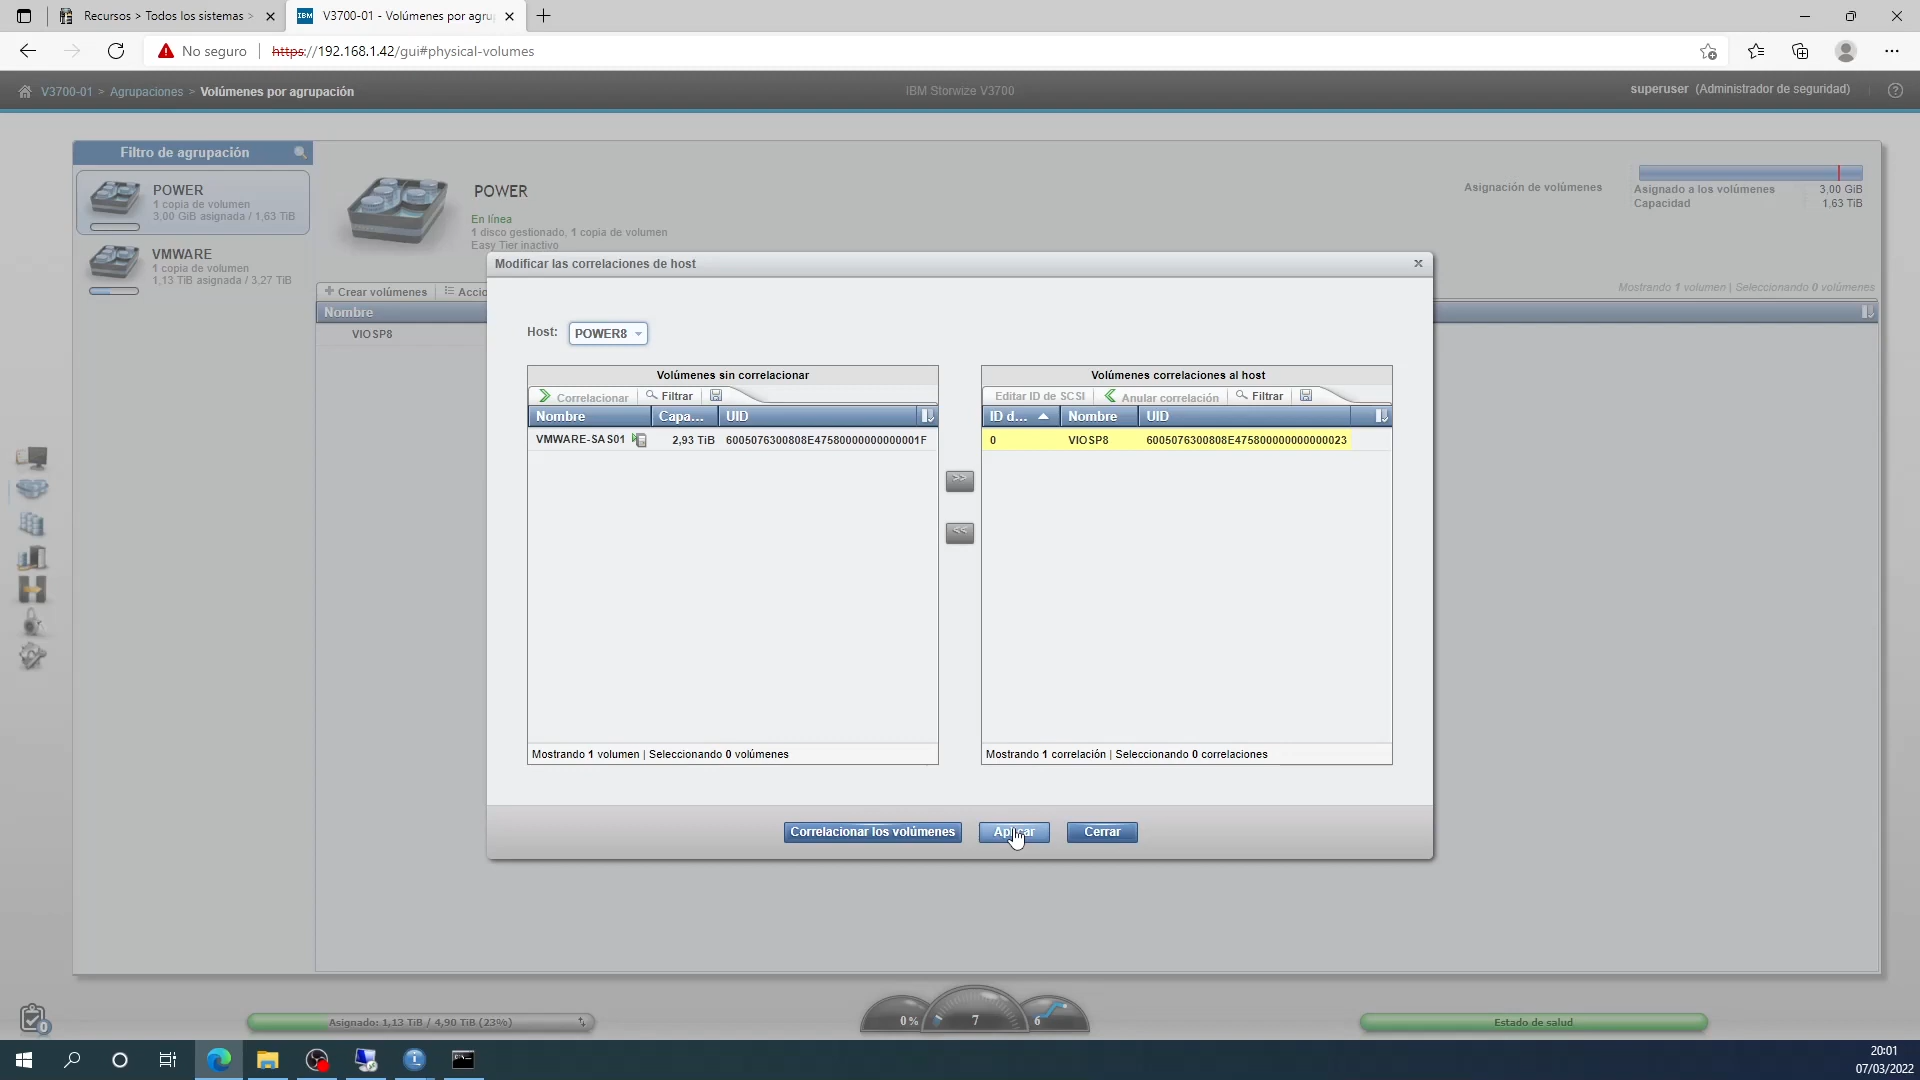 Recursos > Todos los sistemas >
V3700-01 - Volúmenes por agru
No seguro
https://192.168.1.42/gui#physical-volumes
V3700-01 > Agrupaciones > Volúmenes por agrupación
IBM Storwize V3700
superuser (Administrador de seguridad)
Filtro de agrupación
POWER
1 copia de volumen
3,00 GiB asignada / 1,63 TiB
VMWARE
1 copia de volumen
1,13 TiB asignada / 3,27 TiB
POWER
En línea
1 disco gestionado, 1 copia de volumen
Easy Tier inactivo
Asignación de volúmenes
Asignado a los volúmenes 3,00 GiB
Capacidad 1,63 TiB
Crear volúmenes
Accio
Mostrando 1 volumen | Seleccionando 0 volúmenes
Nombre
VIOSP8
Modificar las correlaciones de host
Host: POWER8
Volúmenes sin correlacionar
Correlacionar Filtrar
Nombre Capa... UID
VMWARE-SAS01 2,93 TiB 6005076300808E47580000000000001F
Mostrando 1 volumen | Seleccionando 0 volúmenes
>>
<<
Volúmenes correlaciones al host
Editar ID de SCSI Anular correlación Filtrar
ID d... Nombre UID
0 VIOSP8 6005076300808E475800000000000023
Mostrando 1 correlación | Seleccionando 0 correlaciones
Correlacionar los volúmenes Aplicar Cerrar
0
Asignado: 1,13 TiB / 4,90 TiB (23%)
0% 7 6
Estado de salud
20:01
07/03/2022